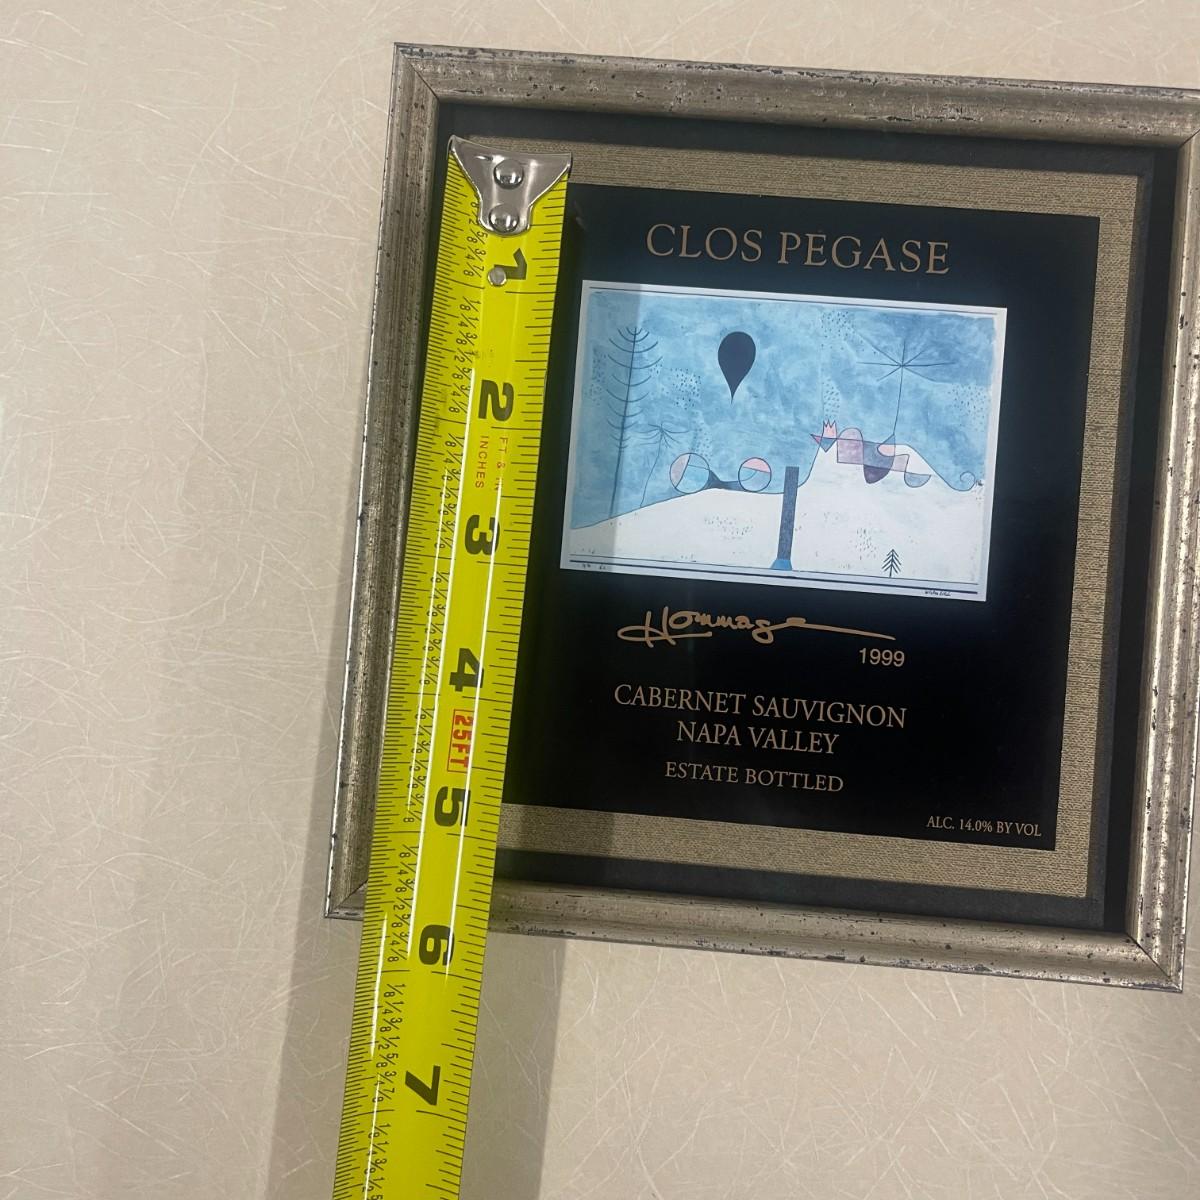 CLOS PEGASE
Hommage
1999
CABERNET SAUVIGNON
NAPA VALLEY
ESTATE BOTTLED
ALC. 14.0% BY VOL
1
2
INCHES
3
4
25FT
5
6
7